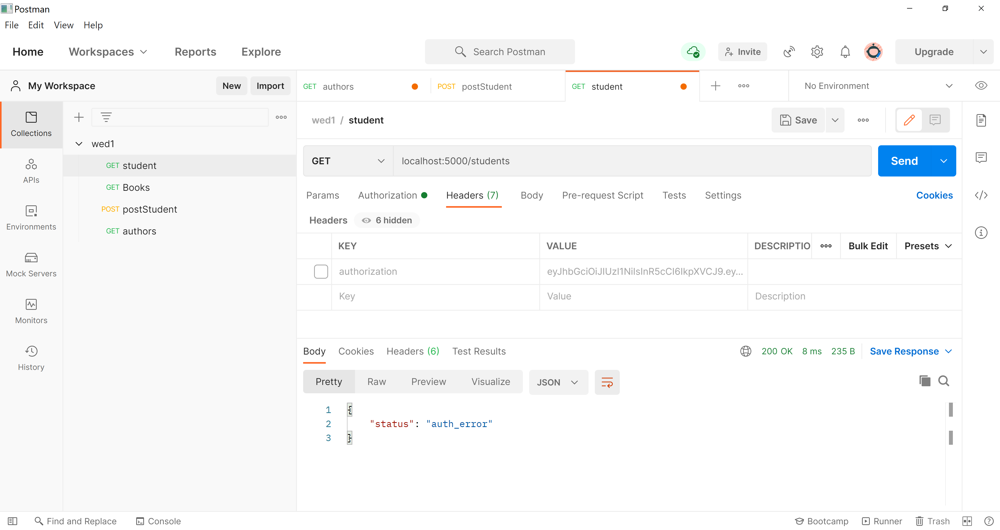 Postman
File Edit View Help
Home Workspaces Reports Explore Search Postman Invite Upgrade
My Workspace New Import
GET authors POST postStudent GET student No Environment
Collections
APIs
Environments
Mock Servers
Monitors
History
wed1
GET student
GET Books
POST postStudent
GET authors
wed1 / student Save
GET localhost:5000/students Send
Params Authorization Headers (7) Body Pre-request Script Tests Settings Cookies
Headers 6 hidden
KEY VALUE DESCRIPTIO Bulk Edit Presets
authorization eyJhbGciOiJIUzI1NiIsInR5cCI6IkpXVCJ9.ey...
Key Value Description
Body Cookies Headers (6) Test Results 200 OK 8 ms 235 B Save Response
Pretty Raw Preview Visualize JSON
1 {
2 "status": "auth_error"
3 }
Find and Replace Console Bootcamp Runner Trash